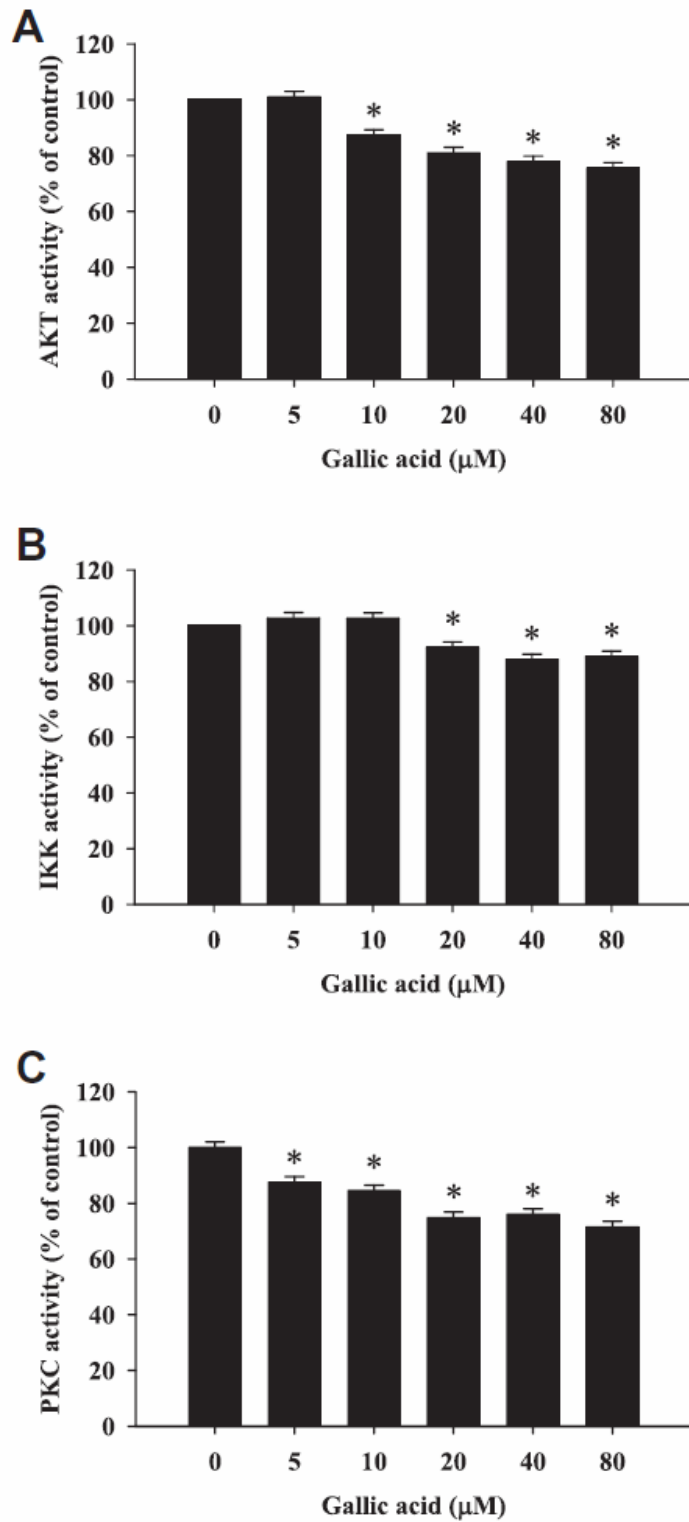 A
AKT activity (% of control)
120
100
80
60
40
20
0
* * * *
0 5 10 20 40 80
Gallic acid (μM)
B
IKK activity (% of control)
120
100
80
60
40
20
0
* * *
0 5 10 20 40 80
Gallic acid (μM)
C
PKC activity (% of control)
120
100
80
60
40
20
0
* * * * *
0 5 10 20 40 80
Gallic acid (μM)